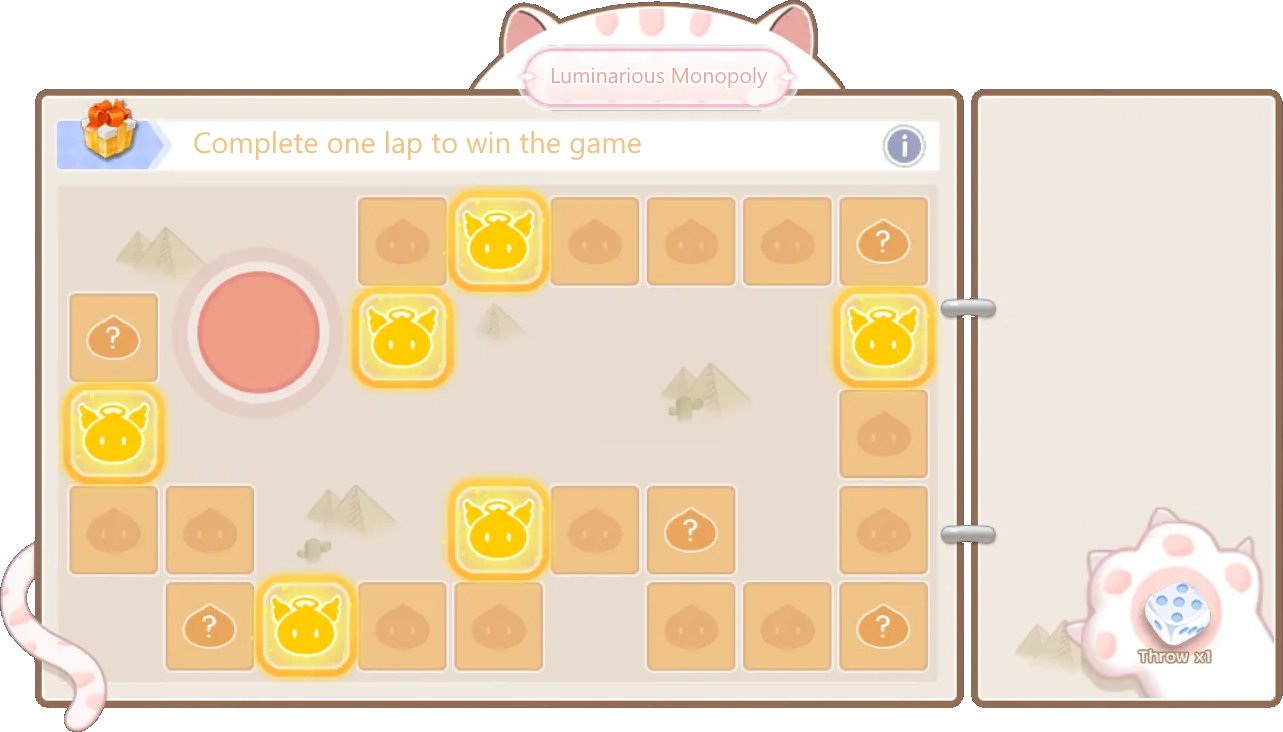 Luminarious Monopoly
Complete one lap to win the game
i
?
?
?
?
?
Throw x1